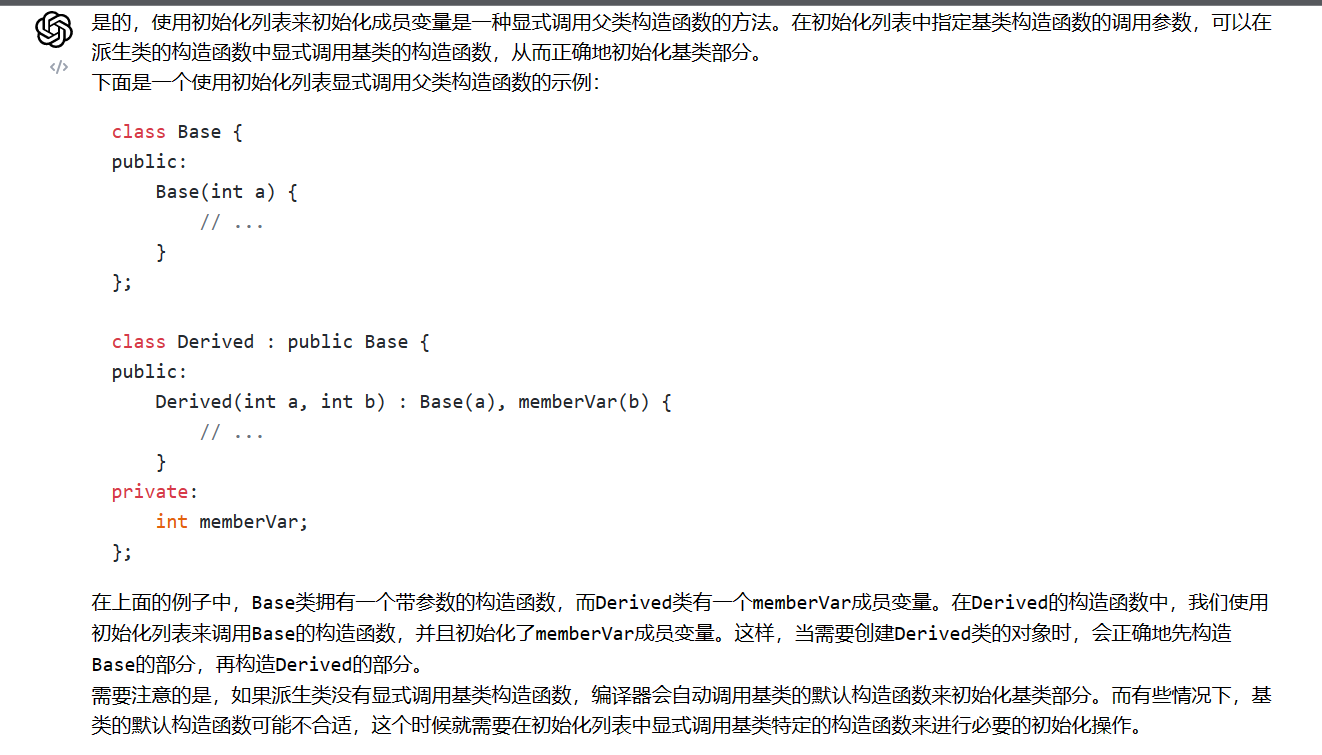 是的，使用初始化列表来初始化成员变量是一种显式调用父类构造函数的方法。在初始化列表中指定基类构造函数的调用参数，可以在
派生类的构造函数中显式调用基类的构造函数，从而正确地初始化基类部分。
下面是一个使用初始化列表显式调用父类构造函数的示例：
class Base {
public:
    Base(int a) {
        // ...
    }
};
class Derived : public Base {
public:
    Derived(int a, int b) : Base(a), memberVar(b) {
        // ...
    }
private:
    int memberVar;
};
在上面的例子中，Base类拥有一个带参数的构造函数，而Derived类有一个memberVar成员变量。在Derived的构造函数中，我们使用
初始化列表来调用Base的构造函数，并且初始化了memberVar成员变量。这样，当需要创建Derived类的对象时，会正确地先构造
Base的部分，再构造Derived的部分。
需要注意的是，如果派生类没有显式调用基类构造函数，编译器会自动调用基类的默认构造函数来初始化基类部分。而有些情况下，基
类的默认构造函数可能不合适，这个时候就需要在初始化列表中显式调用基类特定的构造函数来进行必要的初始化操作。